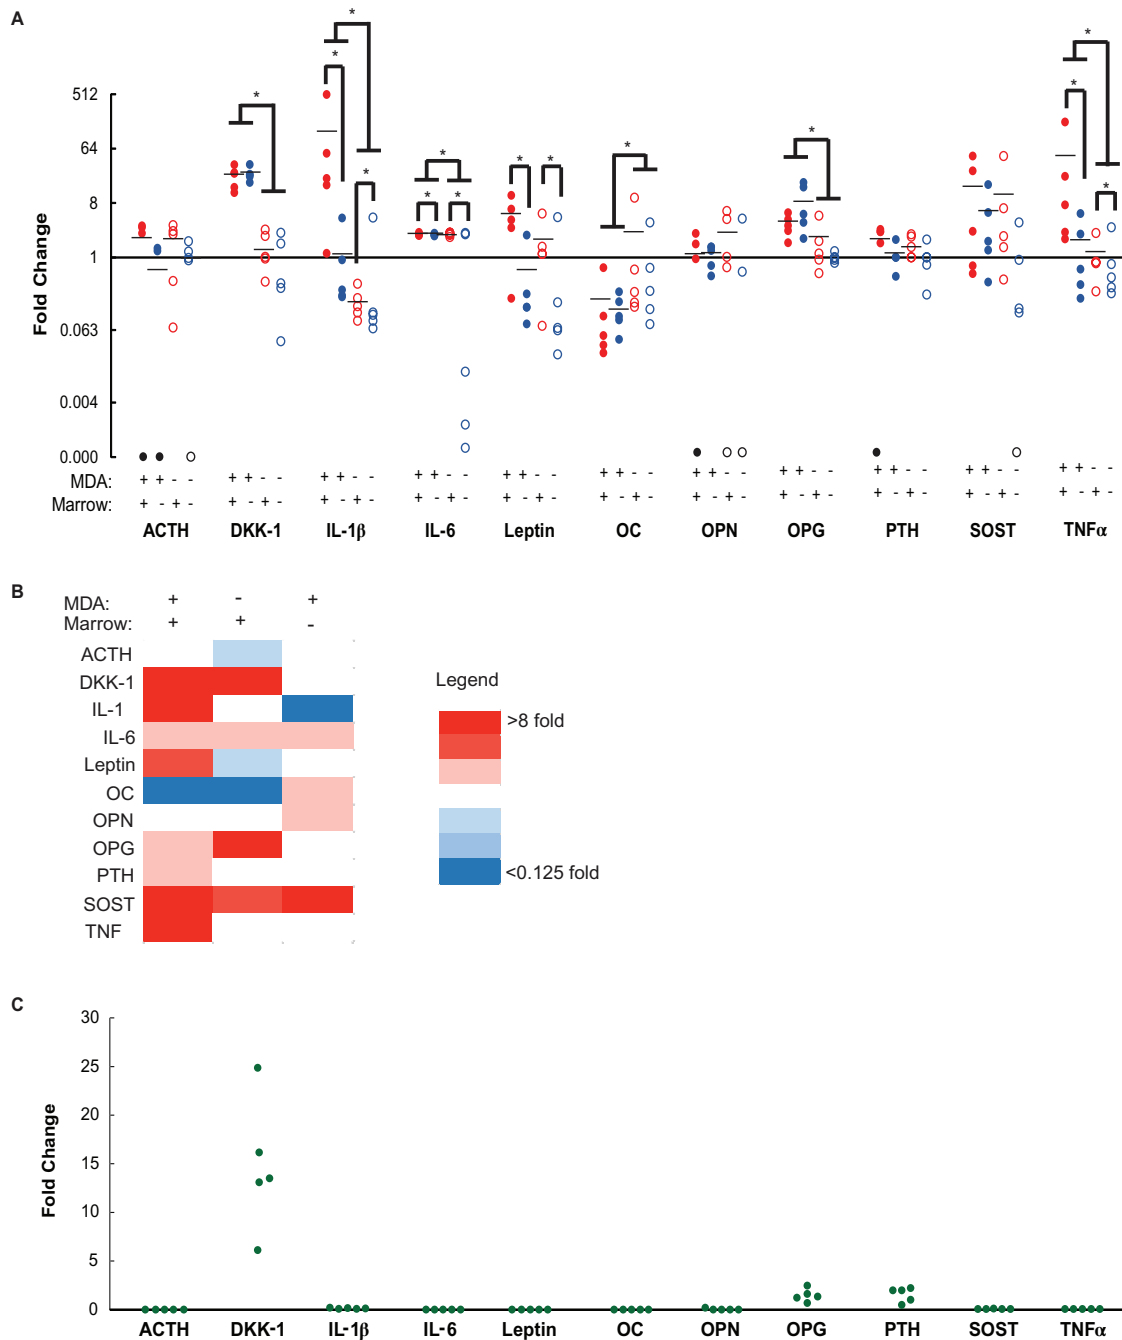 A
* * * * * * * * * * * * * * *
Fold Change
512
64
8
1
0.063
0.004
0.000
MDA: + + - - + + - - + + - - + + - - + + - - + + - - + + - - + + - - + + - - + + - - + + - -
Marrow: + - + - + - + - + - + - + - + - + - + - + - + - + - + - + - + - + - + - + - + - + - + -
ACTH DKK-1 IL-1β IL-6 Leptin OC OPN OPG PTH SOST TNFα
B
MDA: + - +
Marrow: + + -
ACTH
DKK-1
IL-1
IL-6
Leptin
OC
OPN
OPG
PTH
SOST
TNF
Legend
>8 fold
<0.125 fold
C
Fold Change
30
25
20
15
10
5
0
ACTH DKK-1 IL-1β IL-6 Leptin OC OPN OPG PTH SOST TNFα